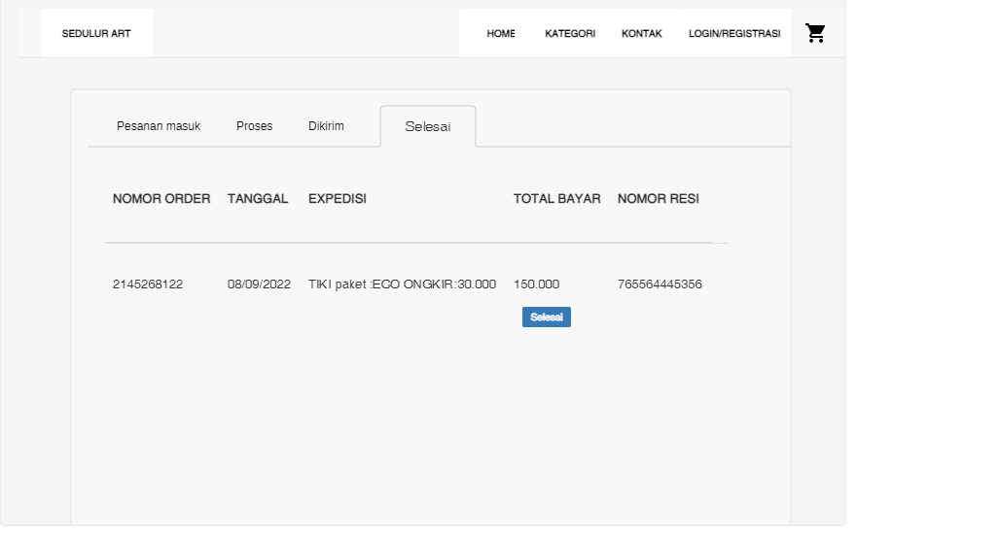 SEDULUR ART HOME KATEGORI KONTAK LOGIN/REGISTRASI
Pesanan masuk Proses Dikirim Selesai
NOMOR ORDER TANGGAL EXPEDISI TOTAL BAYAR NOMOR RESI
2145268122 08/09/2022 TIKI paket :ECO ONGKIR:30.000 150.000 765564445356
Selesai